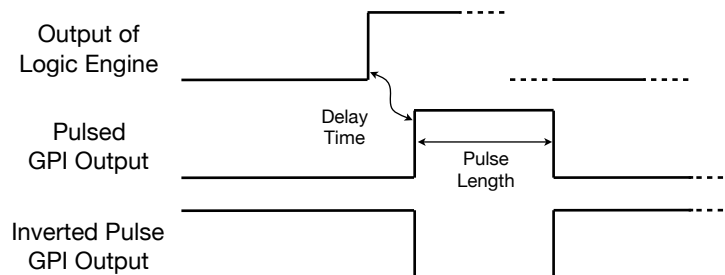 Output of
Logic Engine
Delay
Time
Pulsed
GPI Output
Pulse
Length
Inverted Pulse
GPI Output